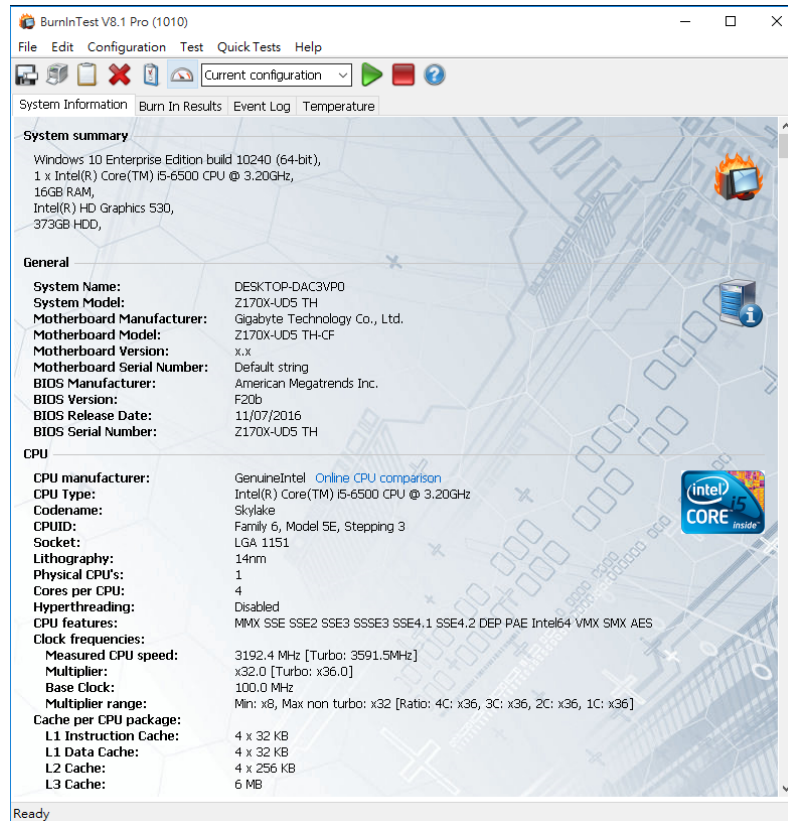 BurnInTest V8.1 Pro (1010)
File Edit Configuration Test Quick Tests Help
Current configuration
System Information Burn In Results Event Log Temperature
System summary
Windows 10 Enterprise Edition build 10240 (64-bit),
1 x Intel(R) Core(TM) i5-6500 CPU @ 3.20GHz,
16GB RAM,
Intel(R) HD Graphics 530,
373GB HDD,
General
System Name: DESKTOP-DAC3VP0
System Model: Z170X-UD5 TH
Motherboard Manufacturer: Gigabyte Technology Co., Ltd.
Motherboard Model: Z170X-UD5 TH-CF
Motherboard Version: x.x
Motherboard Serial Number: Default string
BIOS Manufacturer: American Megatrends Inc.
BIOS Version: F20b
BIOS Release Date: 11/07/2016
BIOS Serial Number: Z170X-UD5 TH
CPU
CPU manufacturer: GenuineIntel Online CPU comparison
CPU Type: Intel(R) Core(TM) i5-6500 CPU @ 3.20GHz
Codename: Skylake
CPUID: Family 6, Model 5E, Stepping 3
Socket: LGA 1151
Lithography: 14nm
Physical CPU's: 1
Cores per CPU: 4
Hyperthreading: Disabled
CPU features: MMX SSE SSE2 SSE3 SSSE3 SSE4.1 SSE4.2 DEP PAE Intel64 VMX SMX AES
Clock frequencies:
Measured CPU speed: 3192.4 MHz [Turbo: 3591.5MHz]
Multiplier: x32.0 [Turbo: x36.0]
Base Clock: 100.0 MHz
Multiplier range: Min: x8, Max non turbo: x32 [Ratio: 4C: x36, 3C: x36, 2C: x36, 1C: x36]
Cache per CPU package:
L1 Instruction Cache: 4 x 32 KB
L1 Data Cache: 4 x 32 KB
L2 Cache: 4 x 256 KB
L3 Cache: 6 MB
intel
i5
CORE inside™
Ready